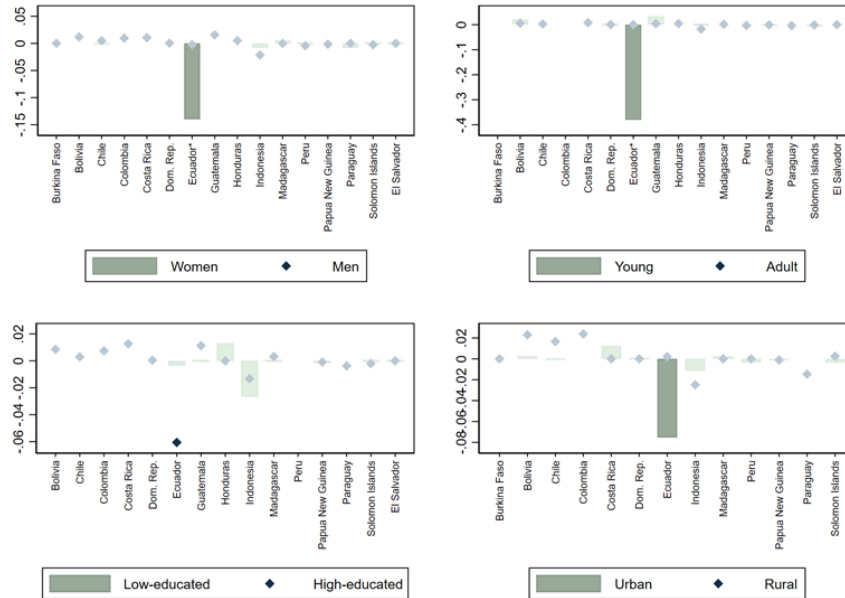 .05
0
-.05
-.1
-.15
Burkina Faso
Bolivia
Chile
Colombia
Costa Rica
Dom. Rep.
Ecuador*
Guatemala
Honduras
Indonesia
Madagascar
Peru
Papua New Guinea
Paraguay
Solomon Islands
El Salvador
Women Men
0
-.1
-.2
-.3
-.4
Burkina Faso
Bolivia
Chile
Colombia
Costa Rica
Dom. Rep.
Ecuador*
Guatemala
Honduras
Indonesia
Madagascar
Peru
Papua New Guinea
Paraguay
Solomon Islands
El Salvador
Young Adult
.02
0
-.02
-.04
-.06
Bolivia
Chile
Colombia
Costa Rica
Dom. Rep.
Ecuador
Guatemala
Honduras
Indonesia
Madagascar
Peru
Papua New Guinea
Paraguay
Solomon Islands
El Salvador
Low-educated High-educated
.02
0
-.02
-.04
-.06
-.08
Burkina Faso
Bolivia
Chile
Colombia
Costa Rica
Dom. Rep.
Ecuador
Indonesia
Madagascar
Peru
Papua New Guinea
Paraguay
Solomon Islands
Urban Rural